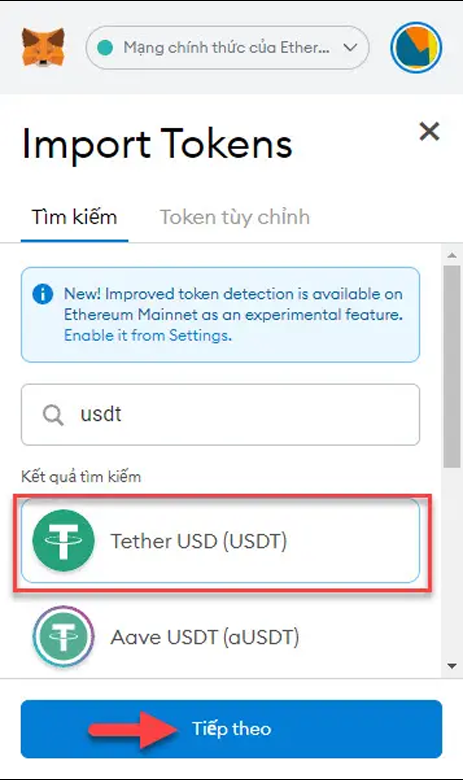 Mạng chính thức của Ether...
Import Tokens
Tìm kiếm
Token tùy chỉnh
New! Improved token detection is available on
Ethereum Mainnet as an experimental feature.
Enable it from Settings.
usdt
Kết quả tìm kiếm
Tether USD (USDT)
Aave USDT (aUSDT)
Tiếp theo